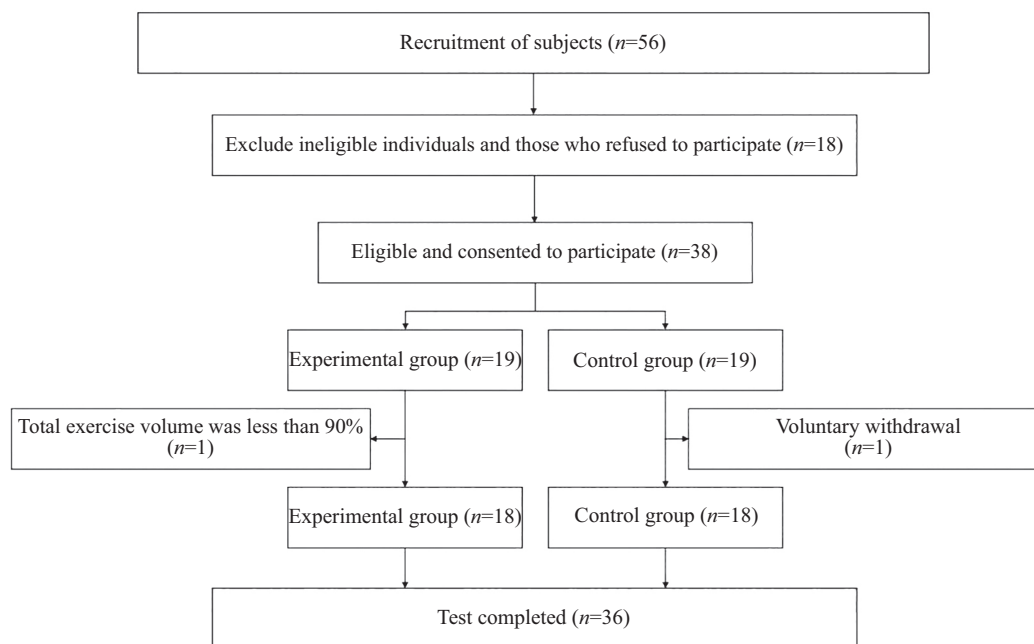 Recruitment of subjects (n=56)
Exclude ineligible individuals and those who refused to participate (n=18)
Eligible and consented to participate (n=38)
Experimental group (n=19)
Control group (n=19)
Total exercise volume was less than 90%
(n=1)
Voluntary withdrawal
(n=1)
Experimental group (n=18)
Control group (n=18)
Test completed (n=36)